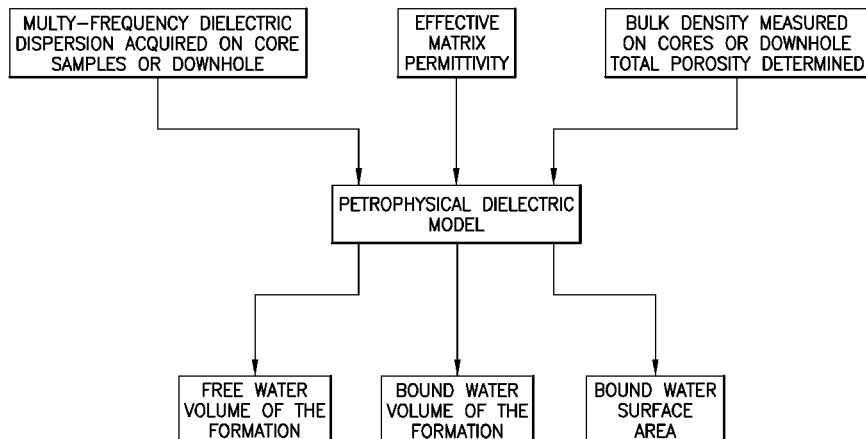 MULTY-FREQUENCY DIELECTRIC
DISPERSION ACQUIRED ON CORE
SAMPLES OR DOWNHOLE
EFFECTIVE
MATRIX
PERMITTIVITY
BULK DENSITY MEASURED
ON CORES OR DOWNHOLE
TOTAL POROSITY DETERMINED
PETROPHYSICAL DIELECTRIC
MODEL
FREE WATER
VOLUME OF THE
FORMATION
BOUND WATER
VOLUME OF THE
FORMATION
BOUND WATER
SURFACE
AREA